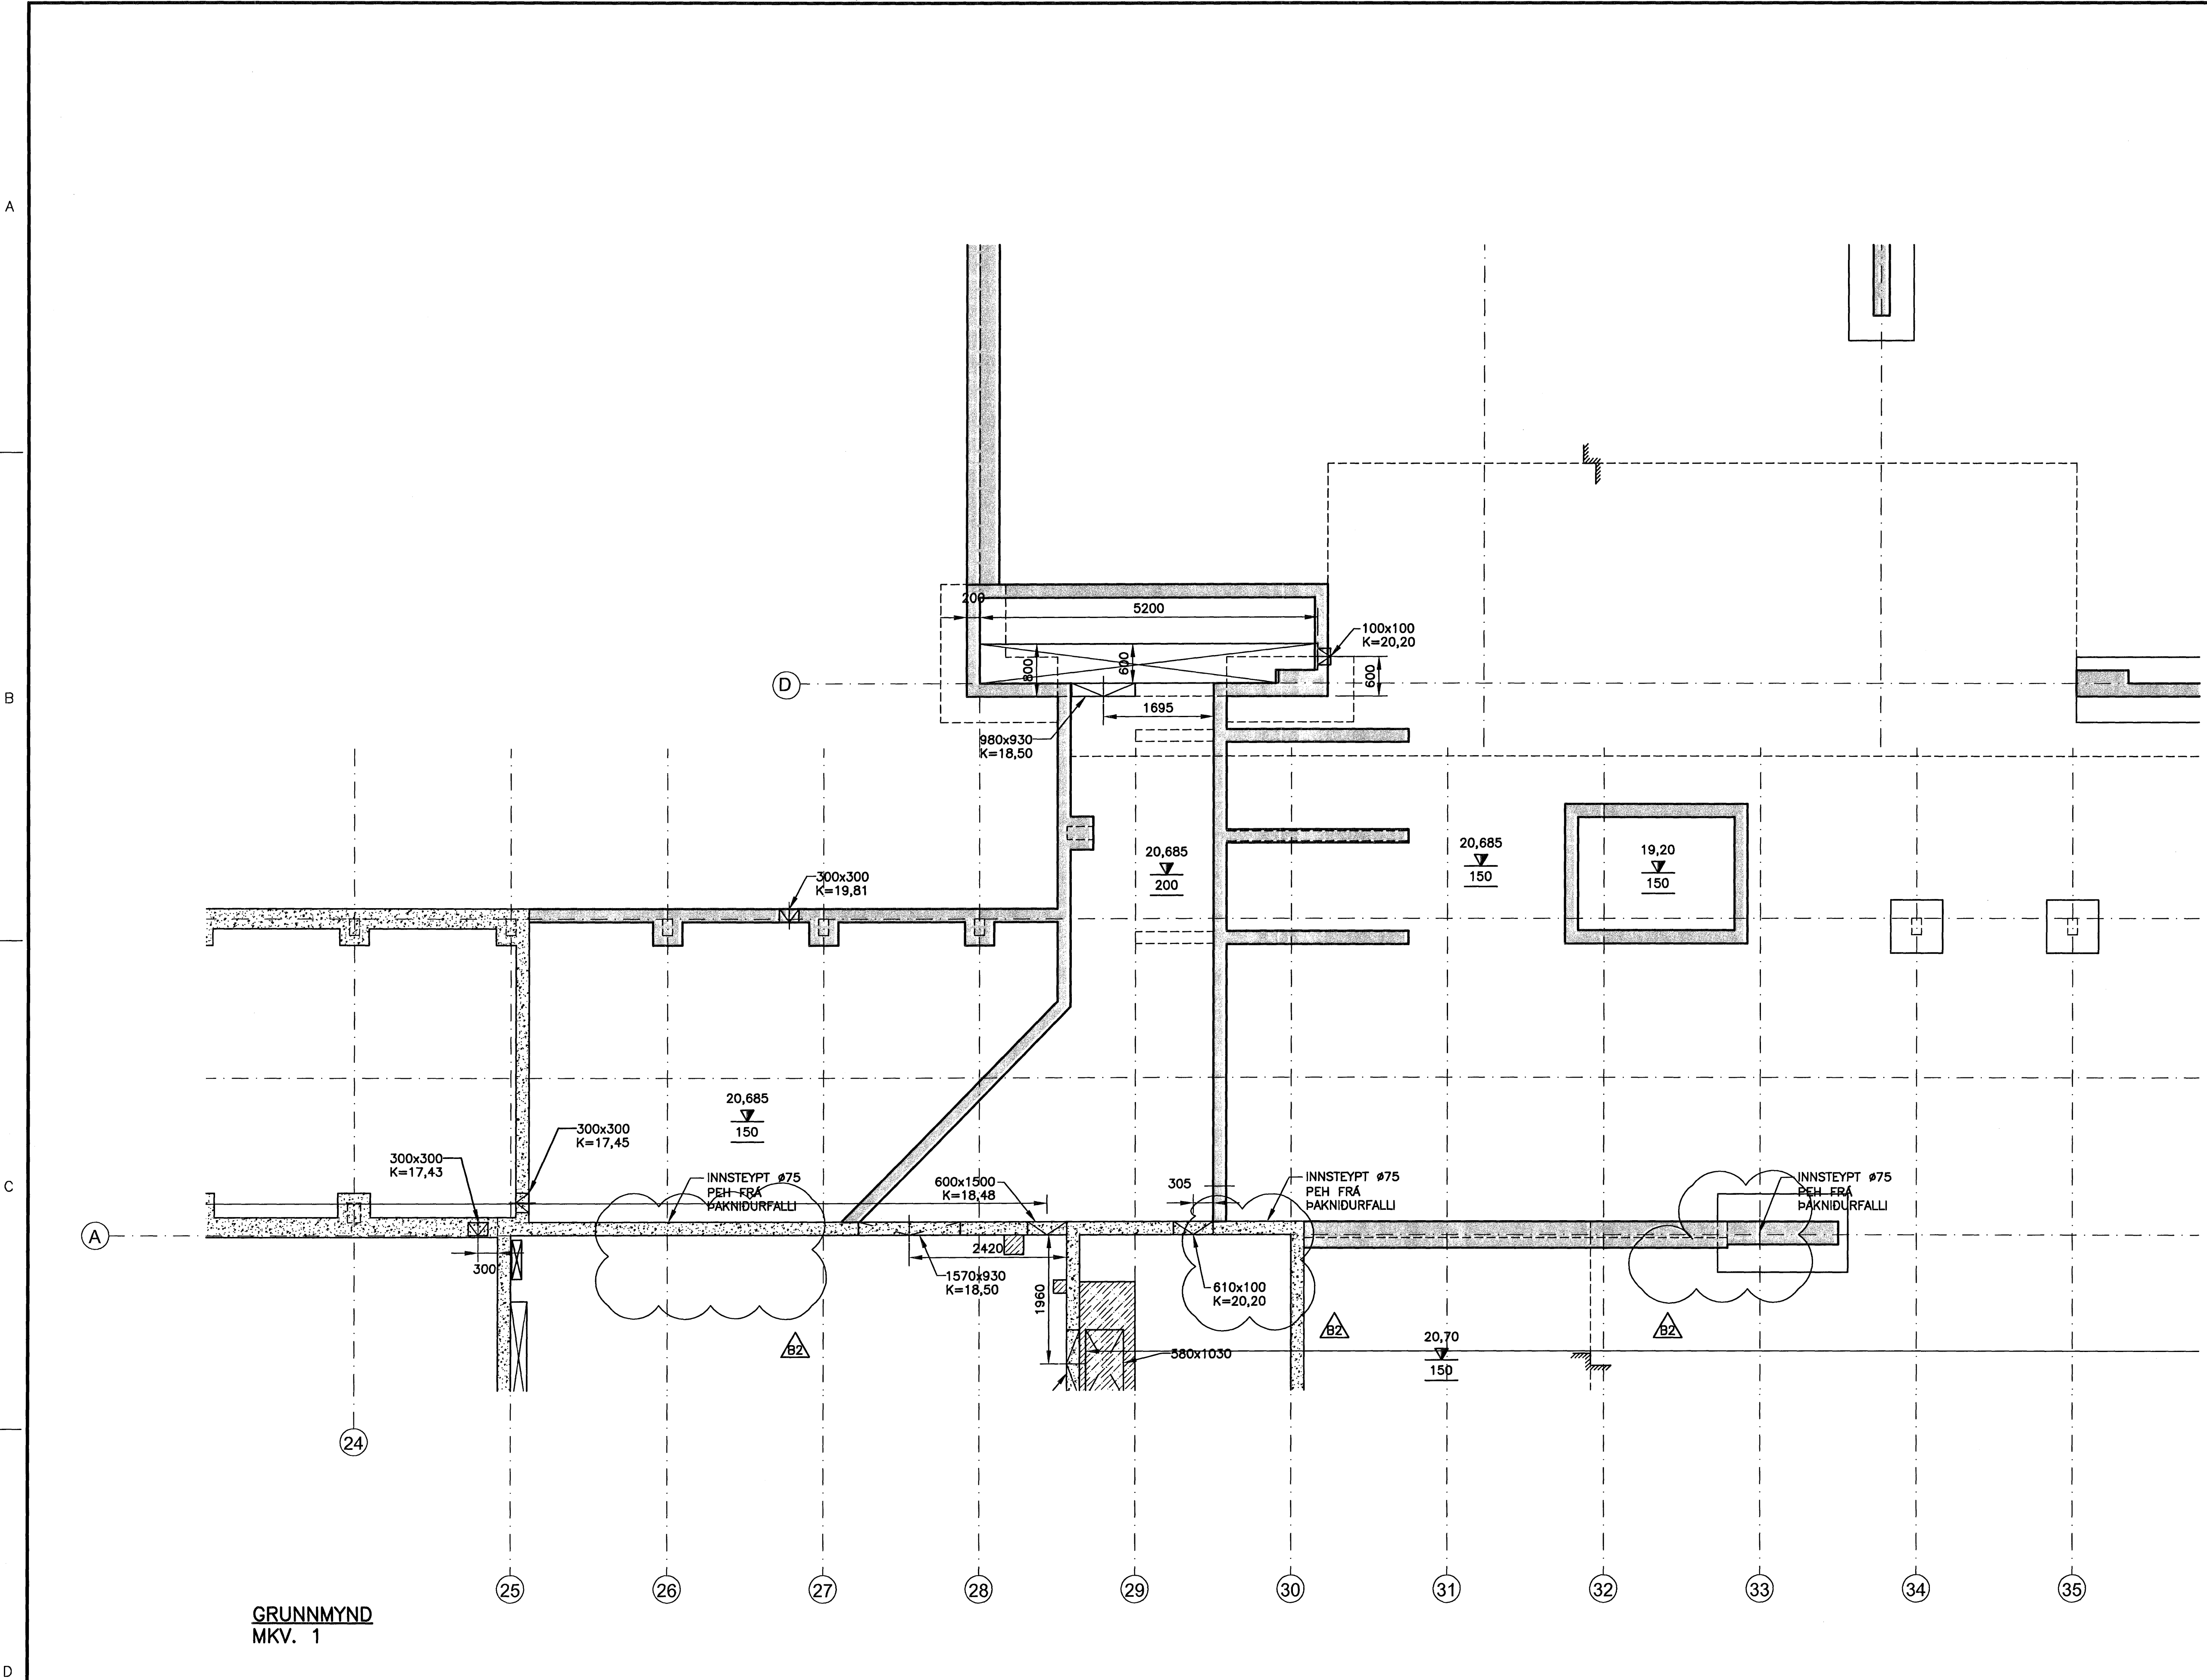 A
200
5200
100x100
K=20,20
800
600
600
D
B
1695
980x930
K=18,50
20,685
150
19,20
150
20,685
200
300x300
K=19,81
20,685
150
300x300
K=17,45
300x300
K=17,43
INNSTEYPT ø75
PEH FRÁ
ÞAKNIÐURFALLI
600x1500
K=18,48
305
INNSTEYPT ø75
PEH FRÁ
ÞAKNIÐURFALLI
INNSTEYPT ø75
PEH FRÁ
ÞAKNIÐURFALLI
C
A
300
2420
1570x930
K=18,50
1960
610x100
K=20,20
B2
B2
B2
580x1030
20,70
150
24
25
26
27
28
29
30
31
32
33
34
35
GRUNNMYND
MKV. 1
D